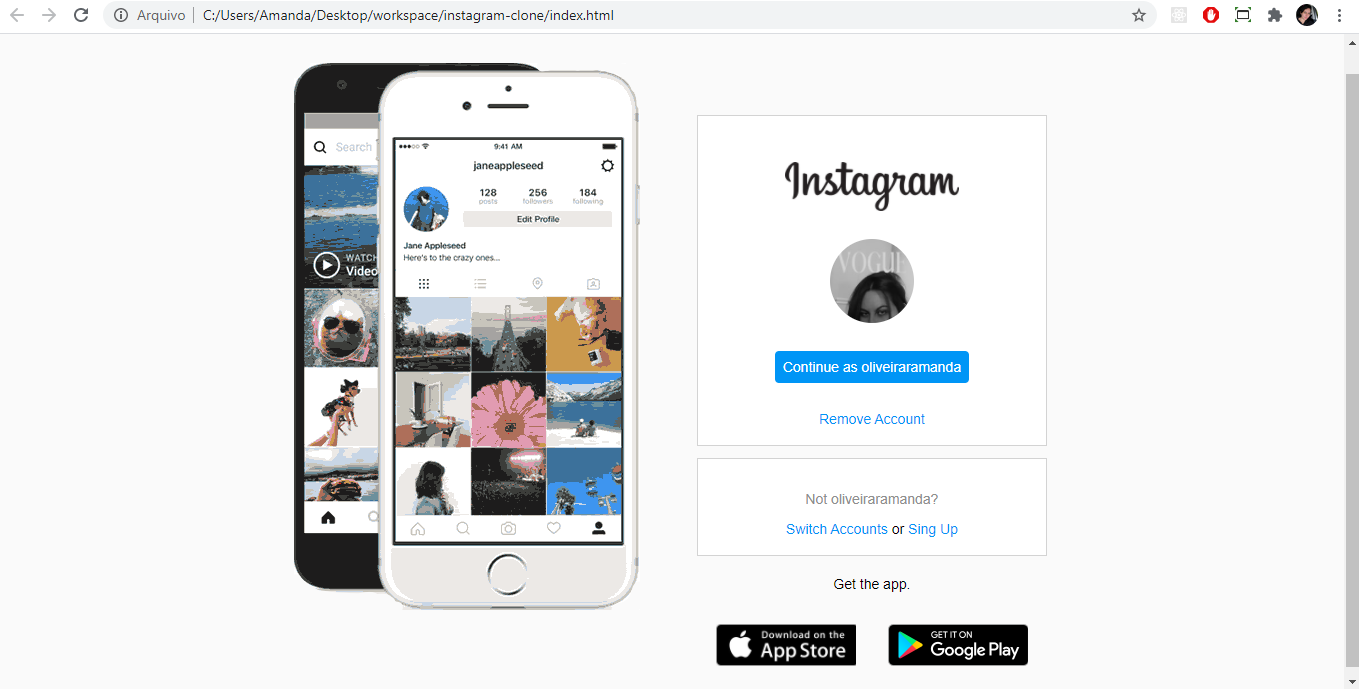 Arquivo C:/Users/Amanda/Desktop/workspace/instagram-clone/index.html
Search
WATCH
Video
9:41 AM
janeappleseed
128 256 184
posts followers following
Edit Profile
Jane Appleseed
Here's to the crazy ones...
Instagram
VOGUE
Continue as oliveiraramanda
Remove Account
Not oliveiraramanda?
Switch Accounts or Sing Up
Get the app.
Download on the
App Store
GET IT ON
Google Play